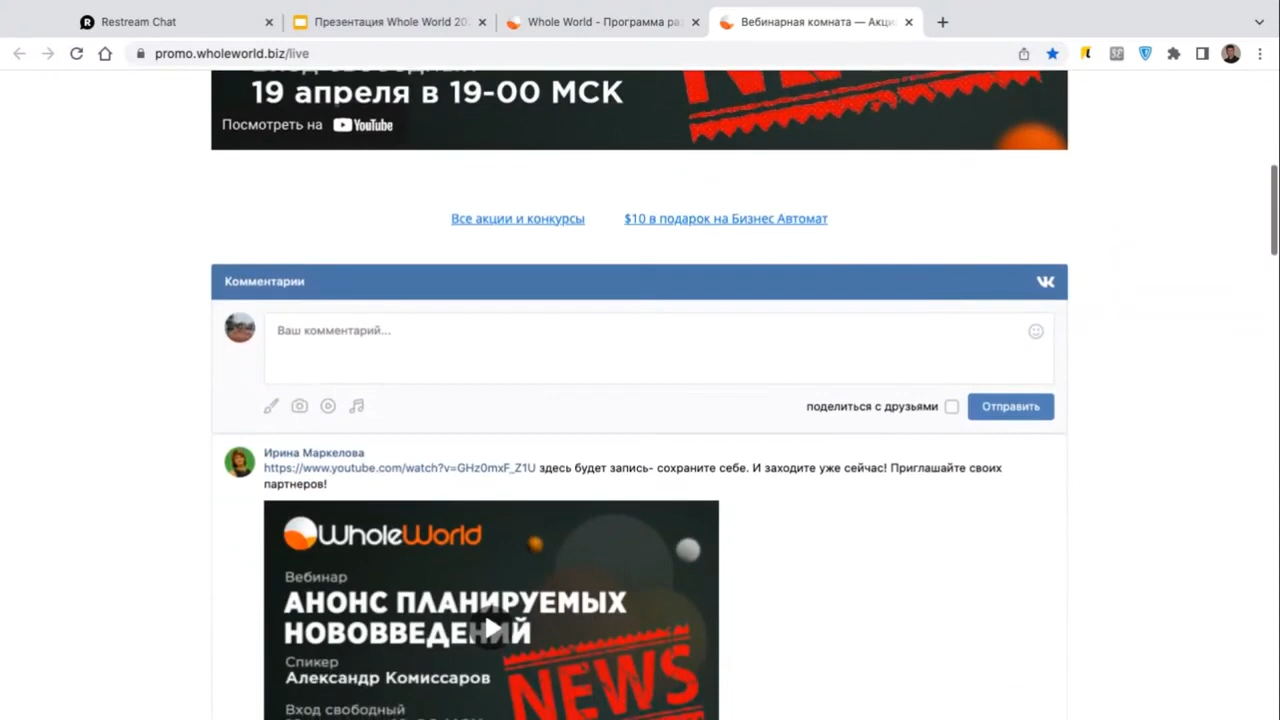 Restream Chat
Презентация Whole World 202
Whole World - Программа раз
Вебинарная комната — Акци
promo.wholeworld.biz/live
19 апреля в 19-00 МСК
Посмотреть на YouTube
Все акции и конкурсы
$10 в подарок на Бизнес Автомат
Комментарии
Ваш комментарий...
поделиться с друзьями
Отправить
Ирина Маркелова
https://www.youtube.com/watch?v=GHz0mxF_Z1U здесь будет запись- сохраните себе. И заходите уже сейчас! Приглашайте своих
партнеров!
WholeWorld
Вебинар
АНОНС ПЛАНИРУЕМЫХ
НОВОВВЕДЕНИЙ
Спикер
Александр Комиссаров
NEWS
Вход свободный